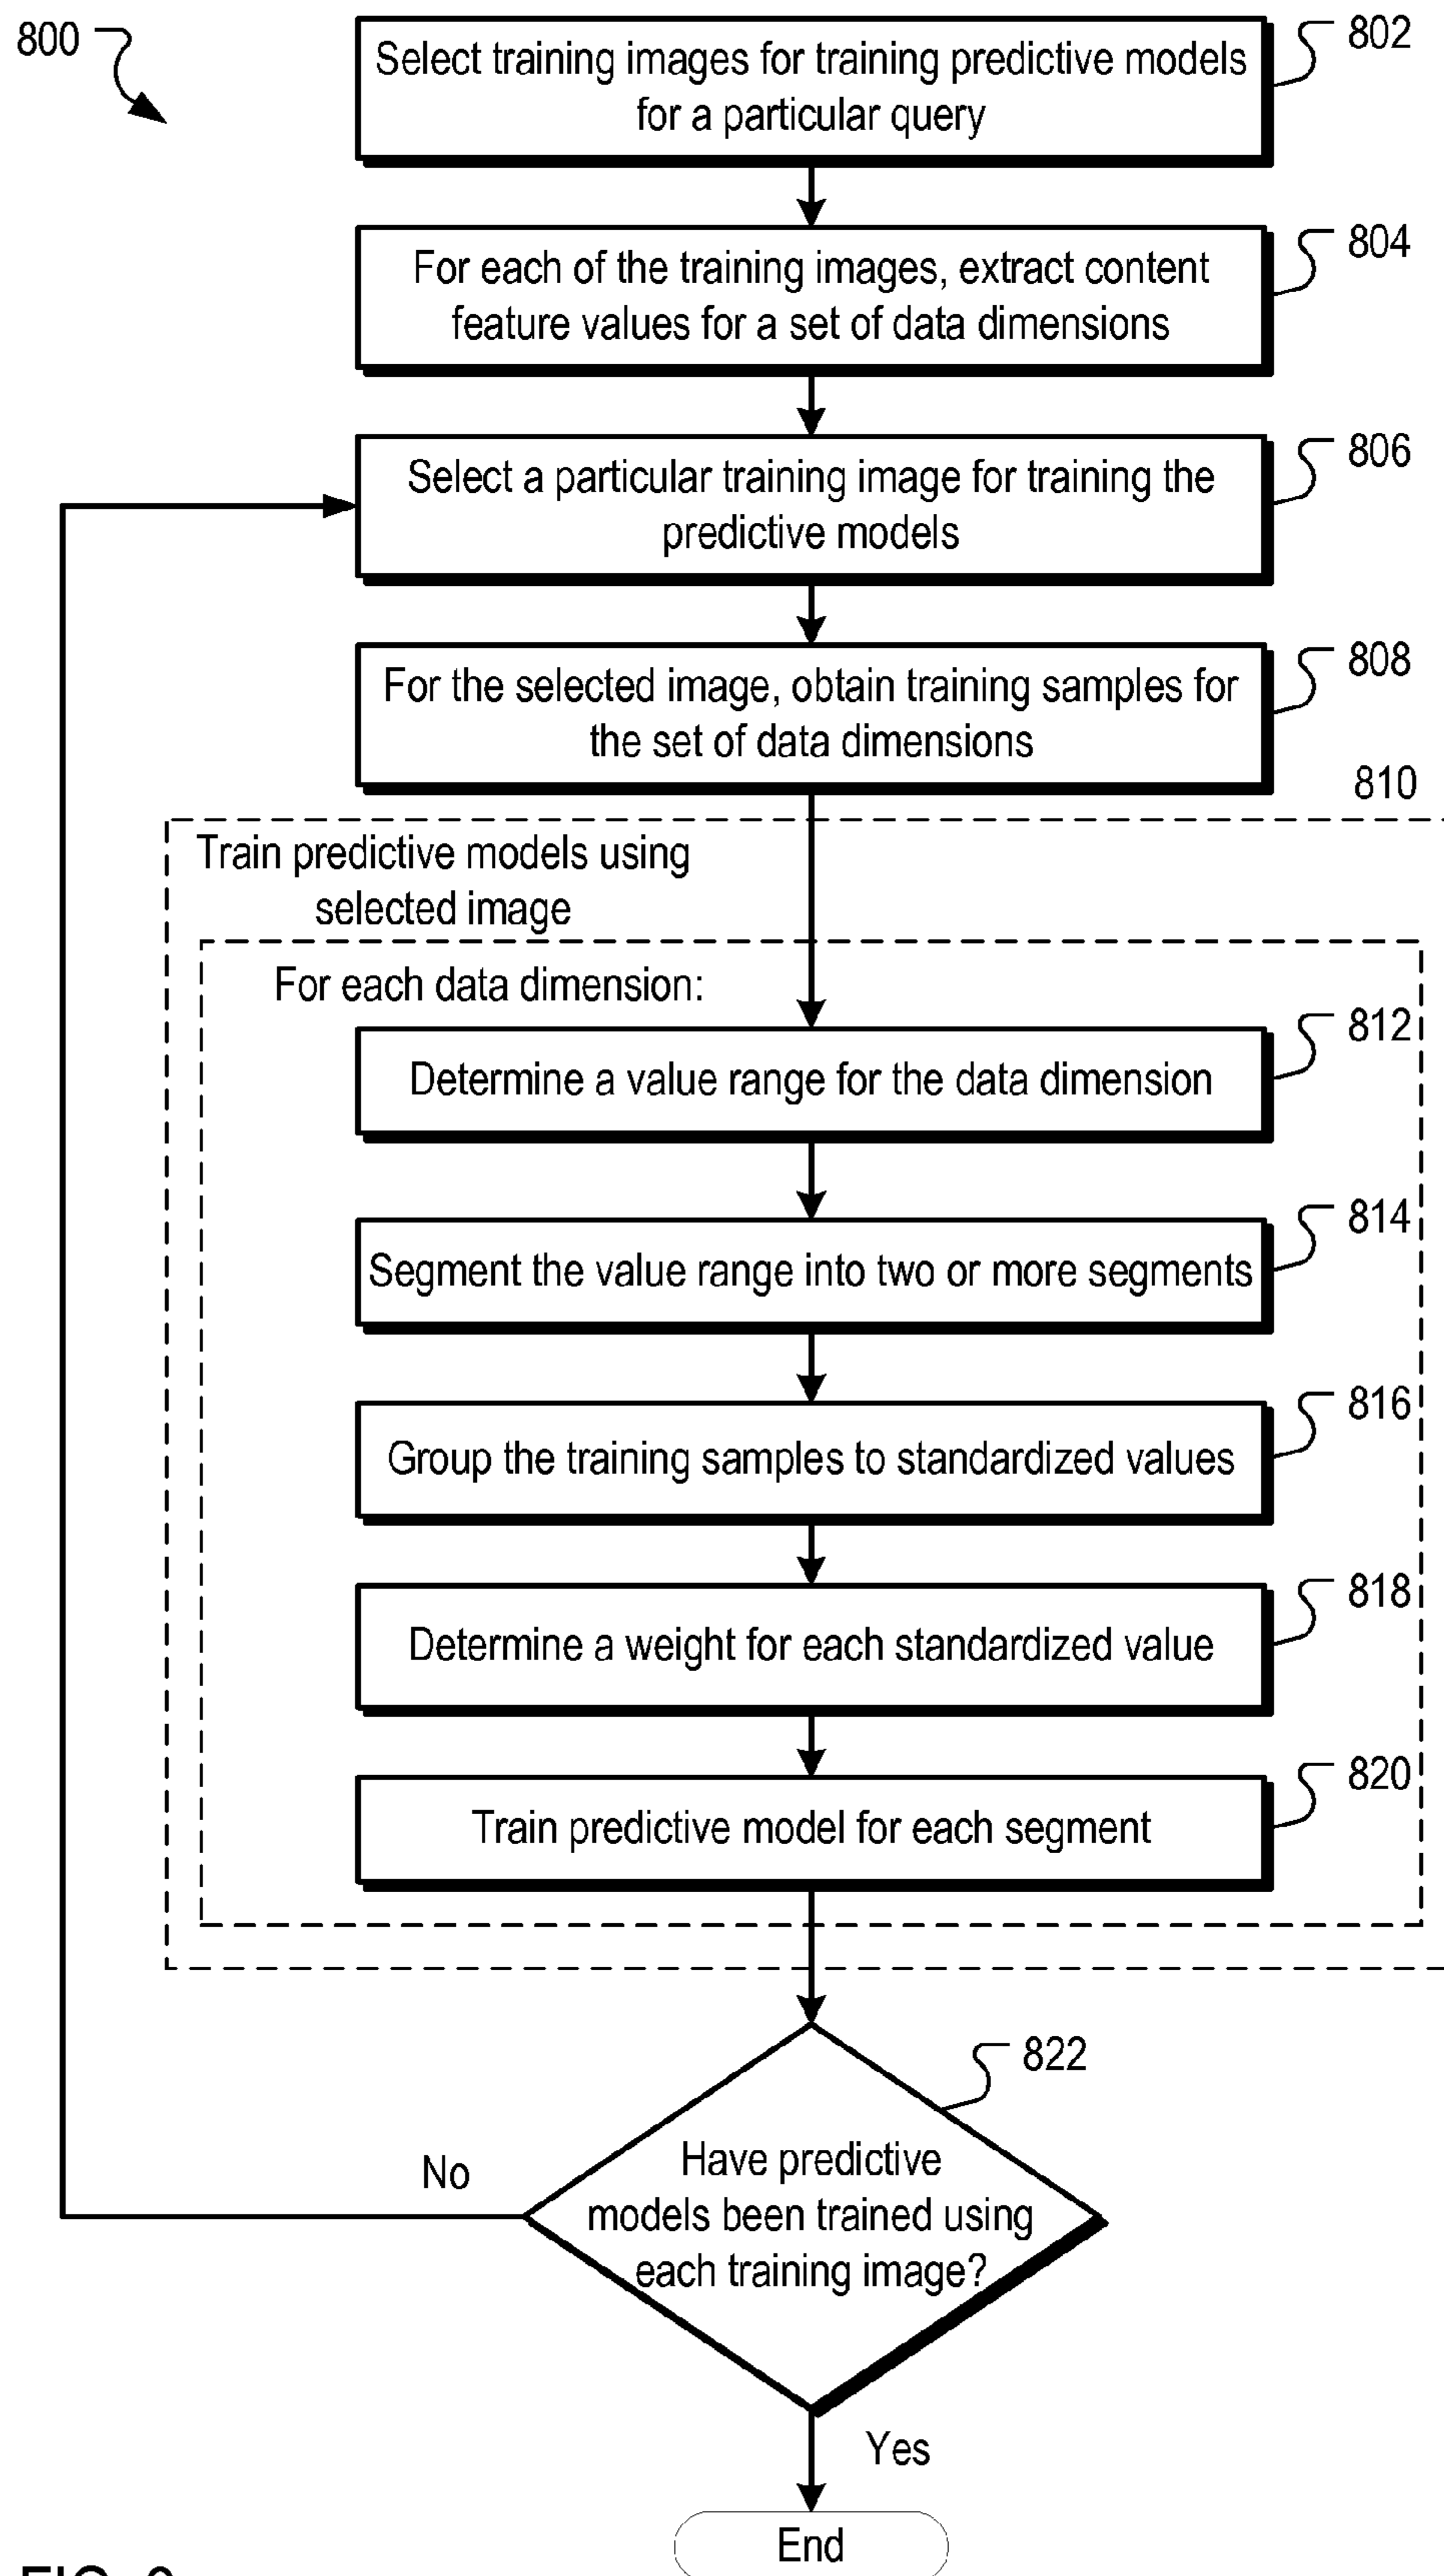 800
802
Select training images for training predictive models
for a particular query
804
For each of the training images, extract content
feature values for a set of data dimensions
806
Select a particular training image for training the
predictive models
808
For the selected image, obtain training samples for
the set of data dimensions
810
Train predictive models using
selected image
For each data dimension:
812
Determine a value range for the data dimension
814
Segment the value range into two or more segments
816
Group the training samples to standardized values
818
Determine a weight for each standardized value
820
Train predictive model for each segment
822
Have predictive
models been trained using
each training image?
No
Yes
End
FIG.